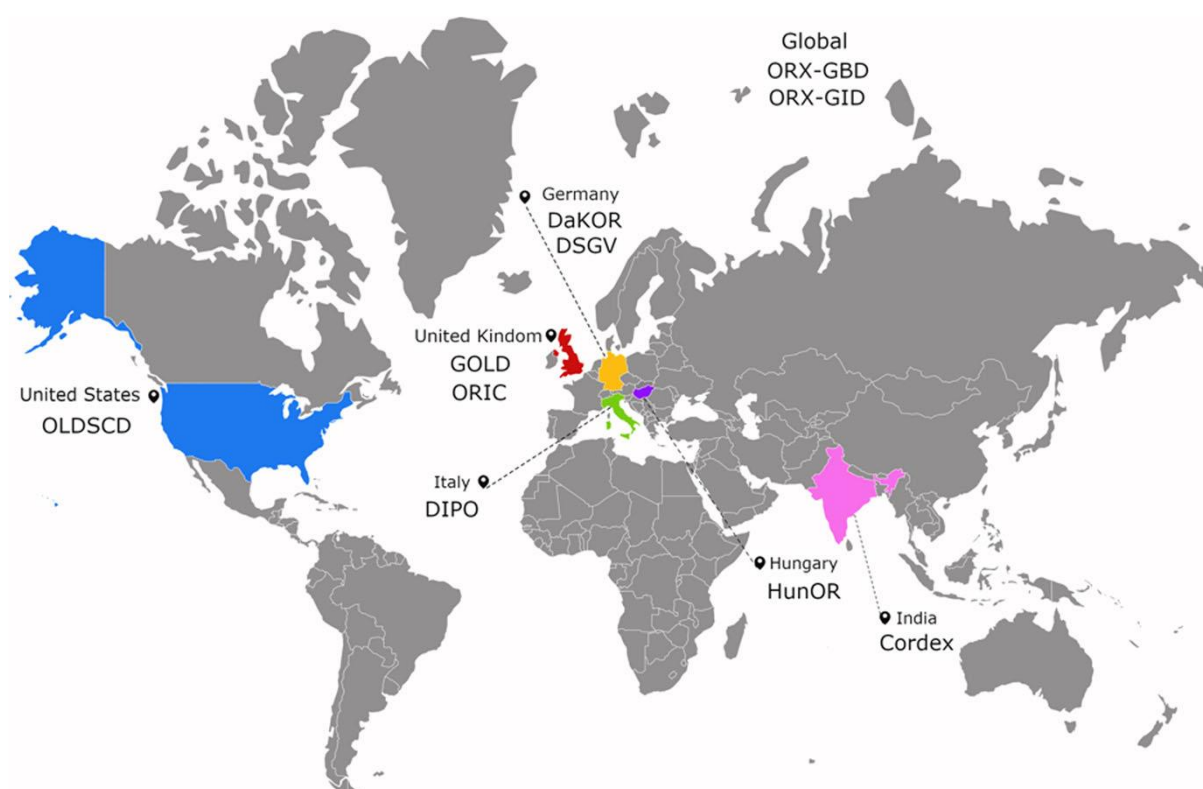 Global
ORX-GBD
ORX-GID
Germany
DaKOR
DSGV
United Kindom
GOLD
ORIC
United States
OLDSCD
Italy
DIPO
Hungary
HunOR
India
Cordex